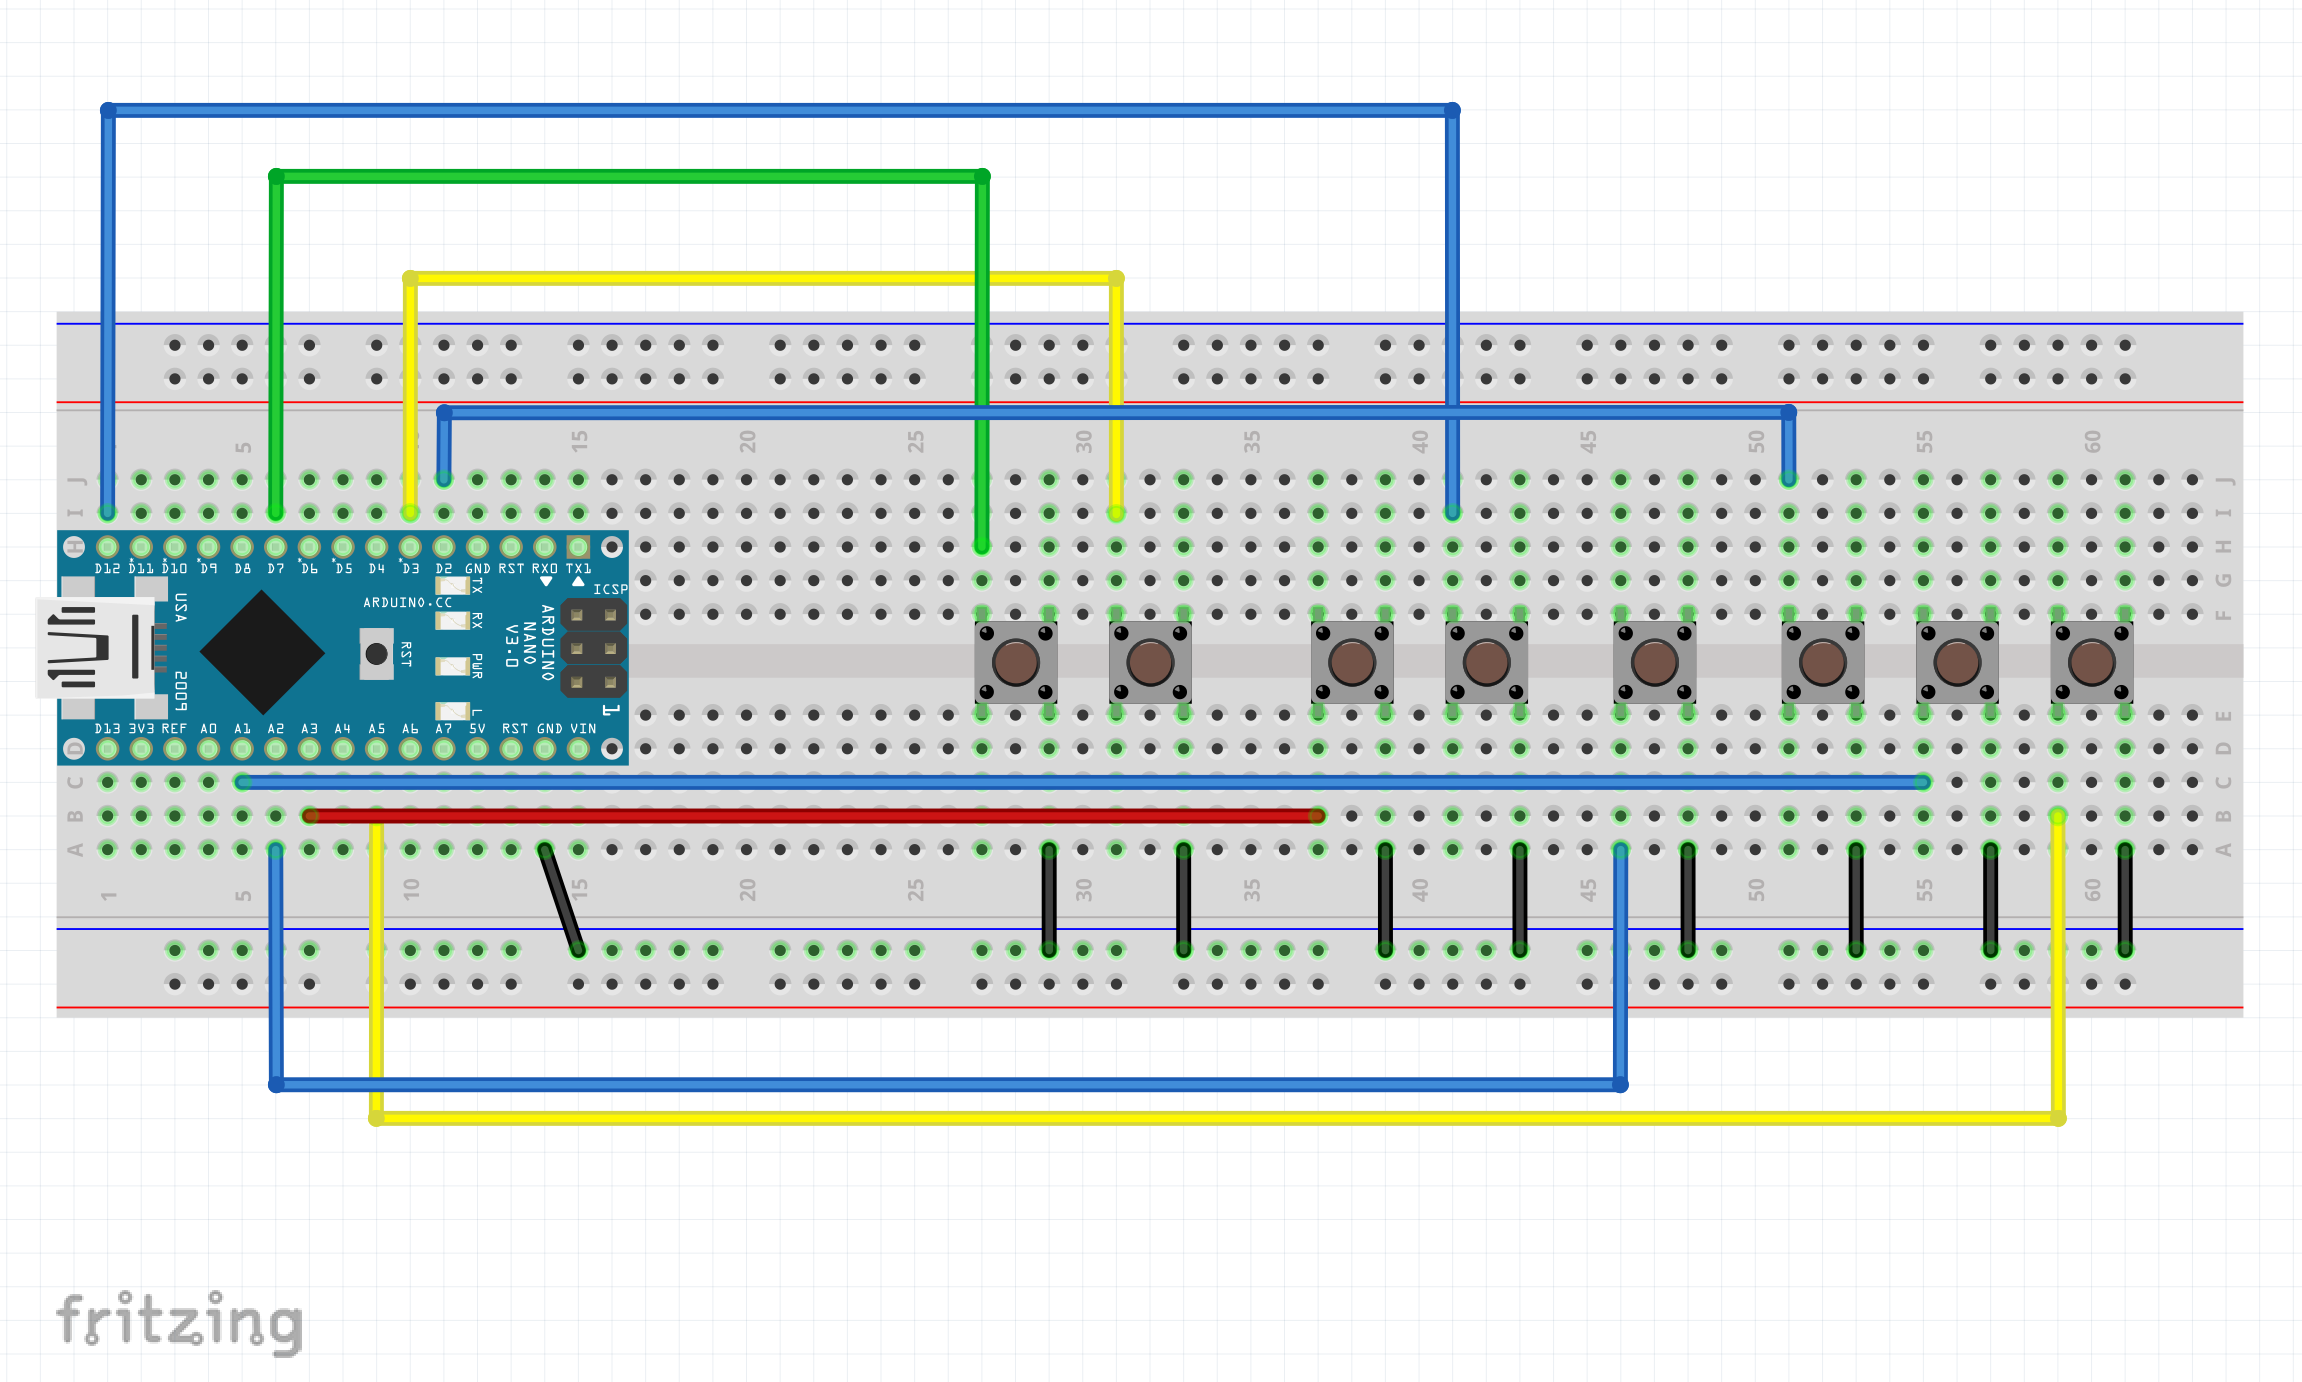 5 15 20 25 30 35 40 45 50 55 60
J J
I I
H H
D12 D11 D10 D9 D8 D7 D6 D5 D4 D3 D2 GND RST RX0 TX1
G
F
USA
ARDUINO.CC
TX
RX
PWR
L
RST
ICSP
ARDUINO
NANO
V3.0
2009
1
D13 3V3 REF A0 A1 A2 A3 A4 A5 A6 A7 5V RST GND VIN
E
D D
C C
B B
A A
1 5 10 15 20 25 30 35 40 45 50 55 60
fritzing